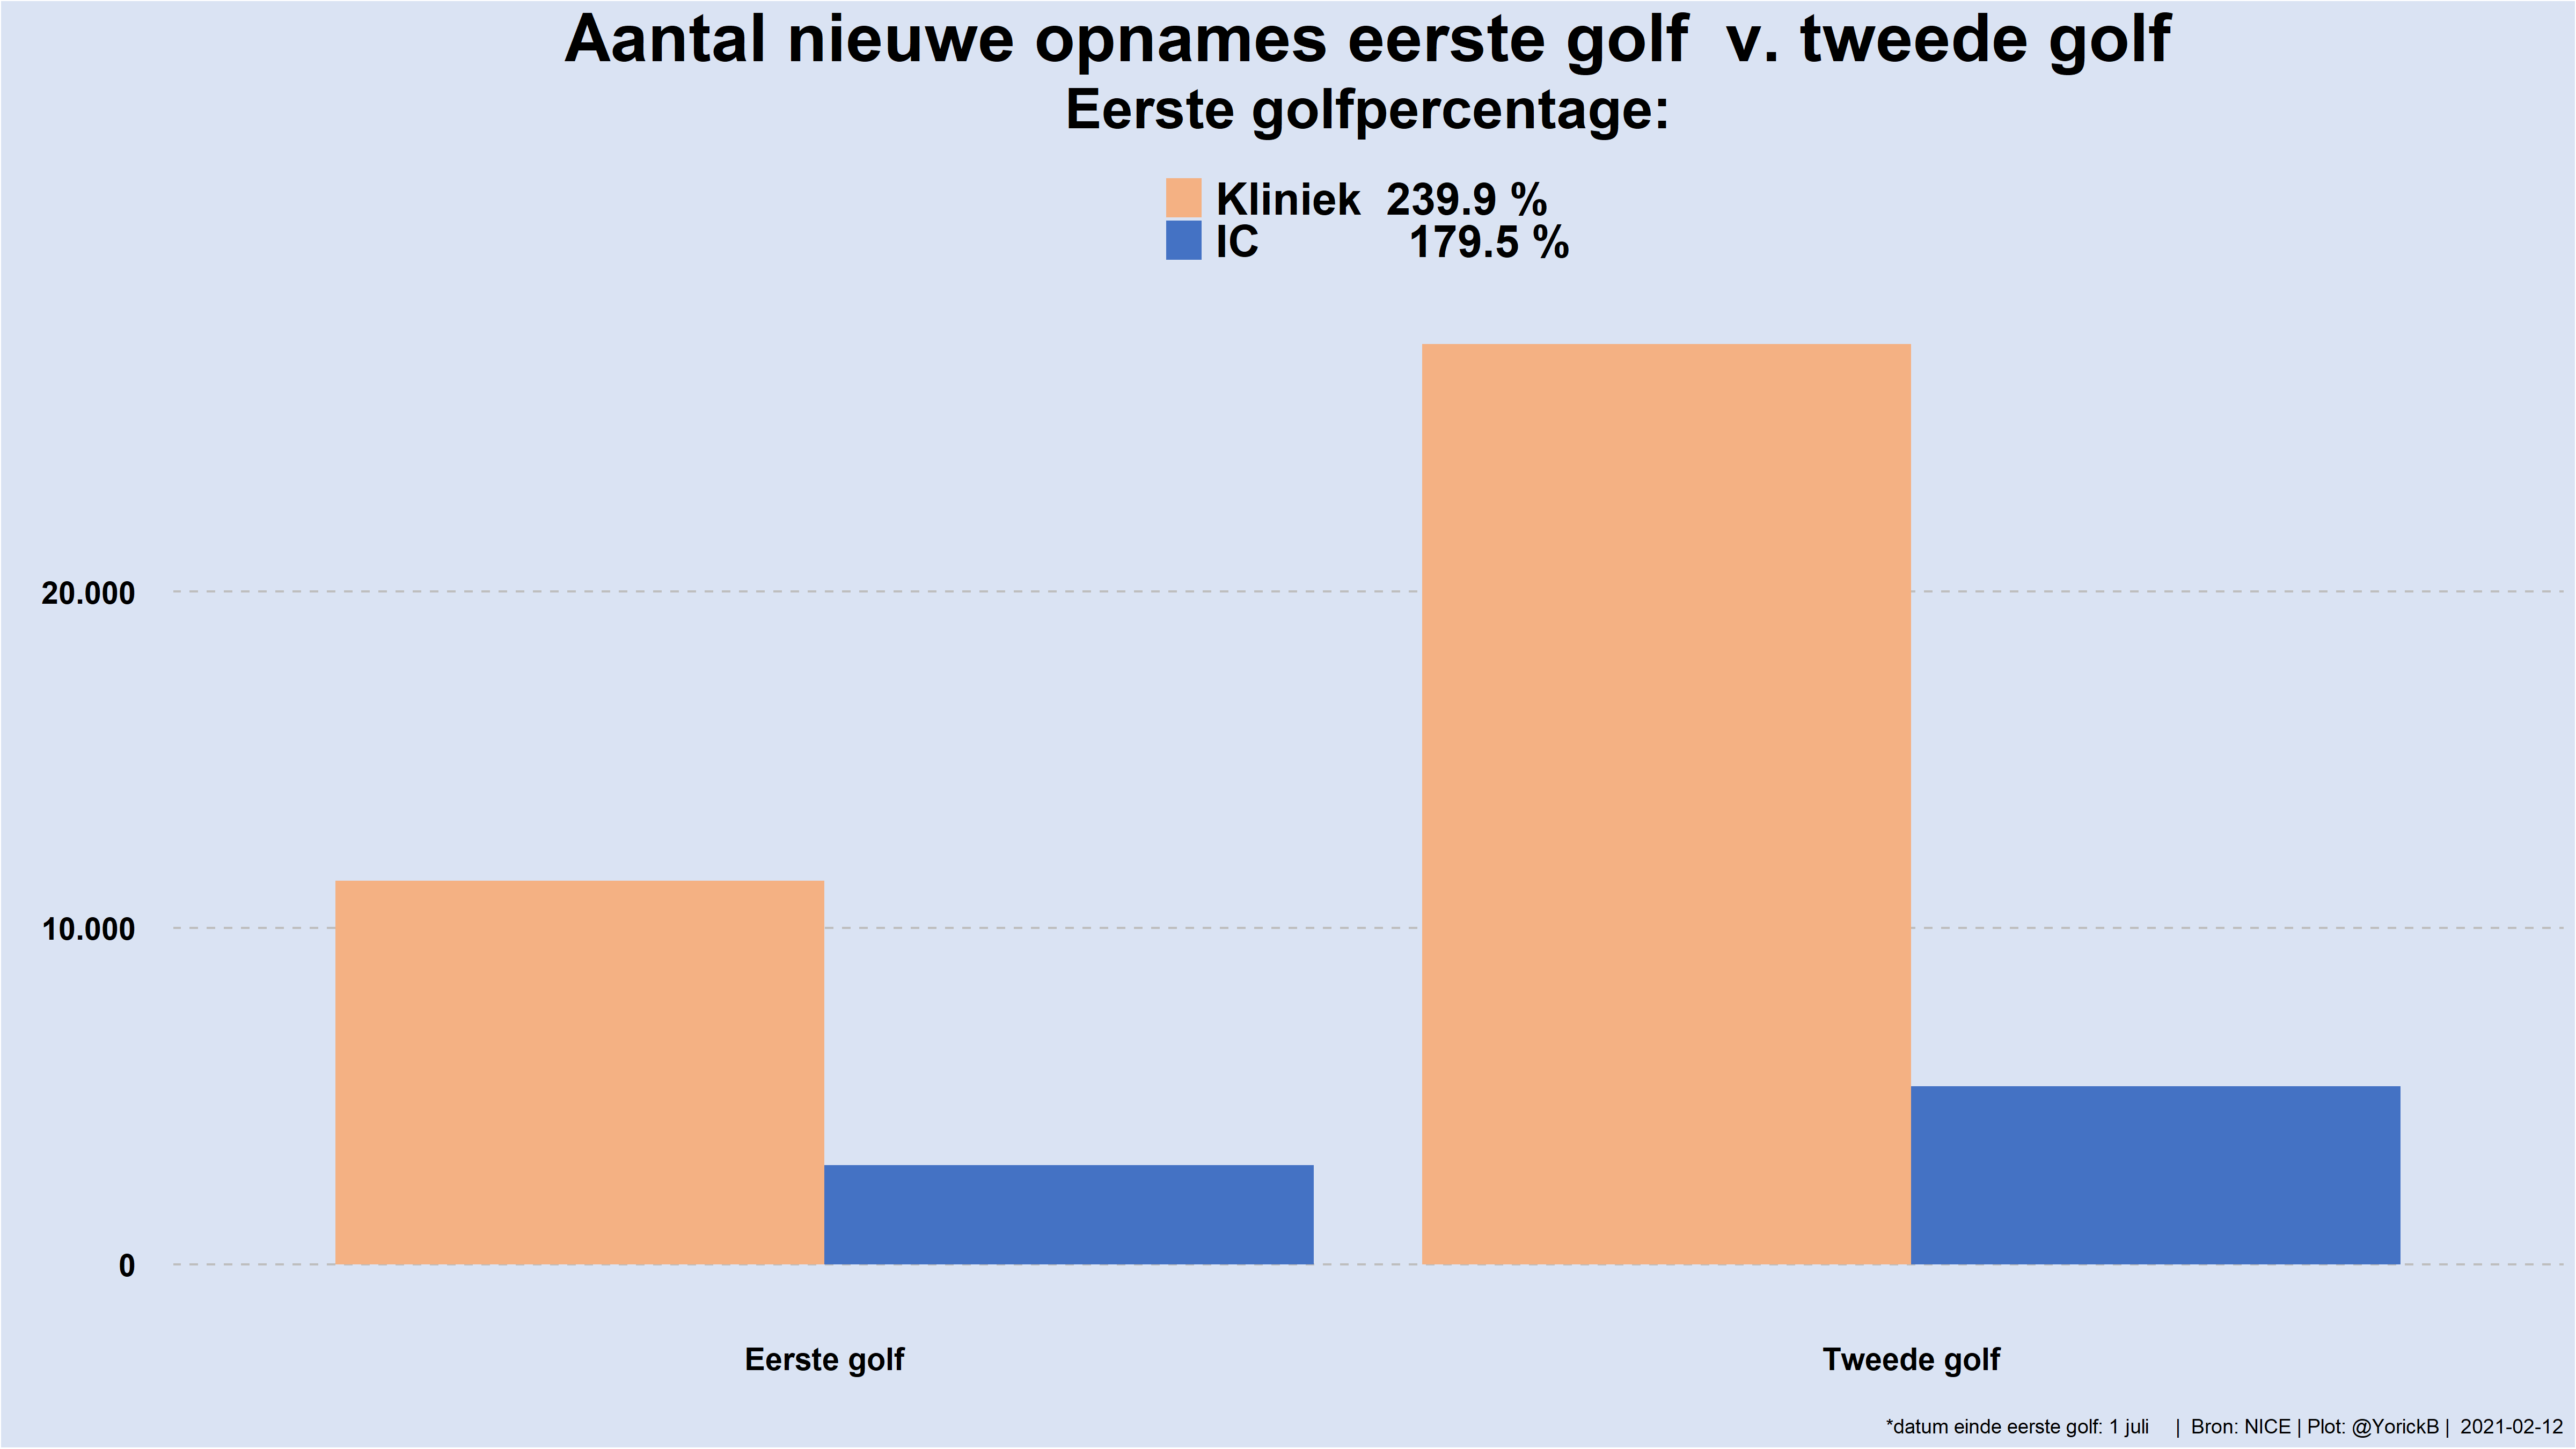 Aantal nieuwe opnames eerste golf  v. tweede golf
Eerste golfpercentage:
Kliniek  239.9 %
IC  179.5 %
20.000
10.000
0
Eerste golf
Tweede golf
*datum einde eerste golf: 1 juli  |  Bron: NICE | Plot: @YorickB |  2021-02-12